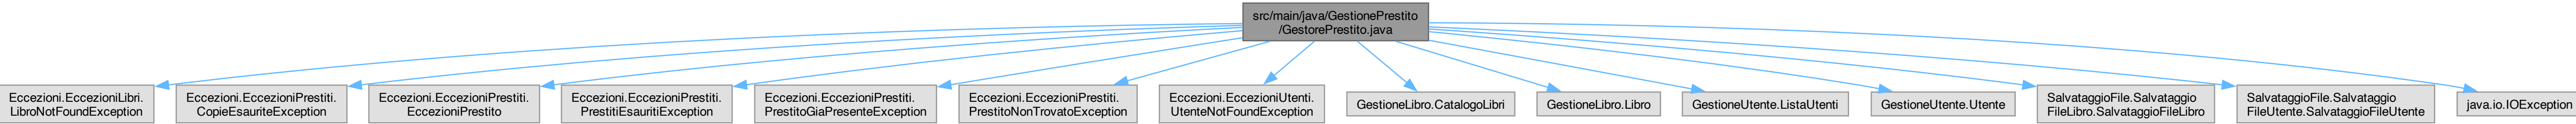 src/main/java/GestionePrestito
/GestorePrestito.java
Eccezioni.EccezioniLibri.
LibroNotFoundException
Eccezioni.EccezioniPrestiti.
CopieEsauriteException
Eccezioni.EccezioniPrestiti.
EccezioniPrestito
Eccezioni.EccezioniPrestiti.
PrestitiEsauritiException
Eccezioni.EccezioniPrestiti.
PrestitoGiaPresenteException
Eccezioni.EccezioniPrestiti.
PrestitoNonTrovatoException
Eccezioni.EccezioniUtenti.
UtenteNotFoundException
GestioneLibro.CatalogoLibri
GestioneLibro.Libro
GestioneUtente.ListaUtenti
GestioneUtente.Utente
SalvataggioFile.Salvataggio
FileLibro.SalvataggioFileLibro
SalvataggioFile.Salvataggio
FileUtente.SalvataggioFileUtente
java.io.IOException